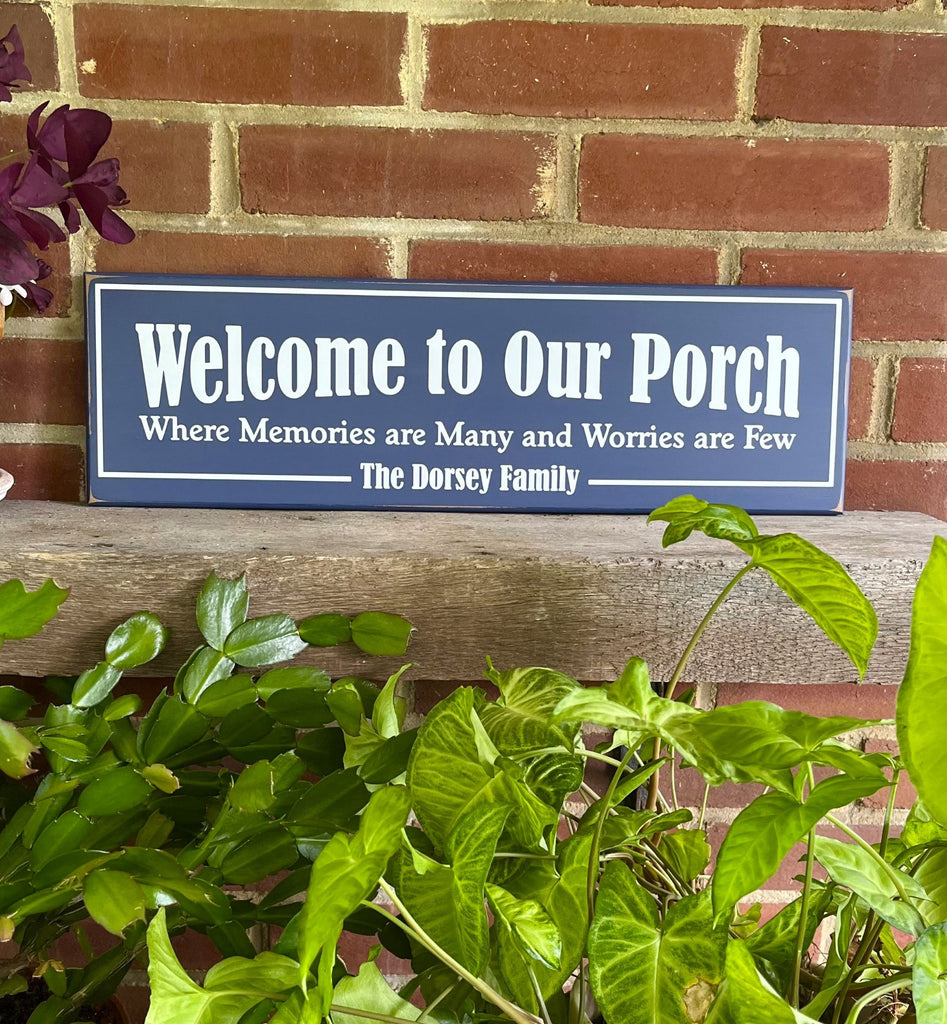 Welcome to Our Porch
Where Memories are Many and Worries are Few
The Dorsey Family